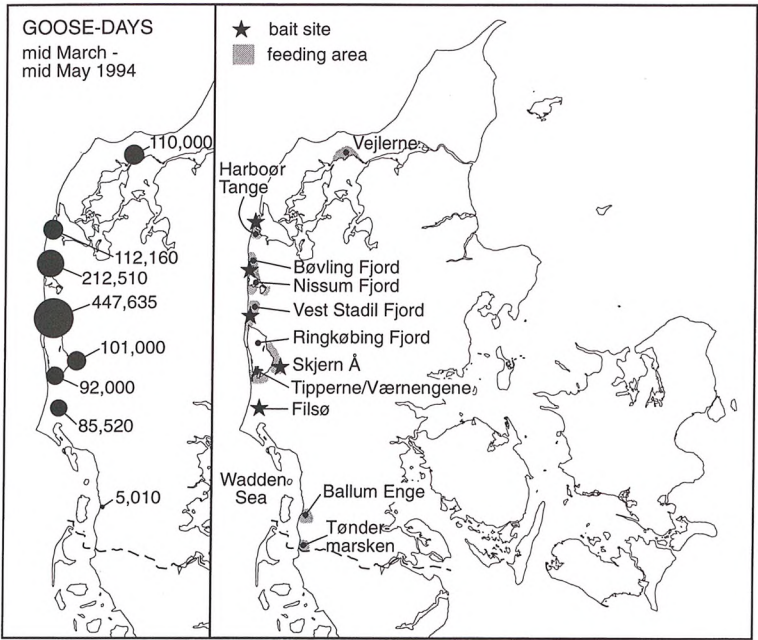 GOOSE-DAYS
mid March -
mid May 1994
110,000
112,160
212,510
447,635
101,000
92,000
85,520
5,010
bait site
feeding area
Vejlerne
Harboør
Tange
Bøvling Fjord
Nissum Fjord
Vest Stadil Fjord
Ringkøbing Fjord
Skjern Å
Tipperne/Værnengene
Filsø
Wadden
Sea
Ballum Enge
Tønder
marsken